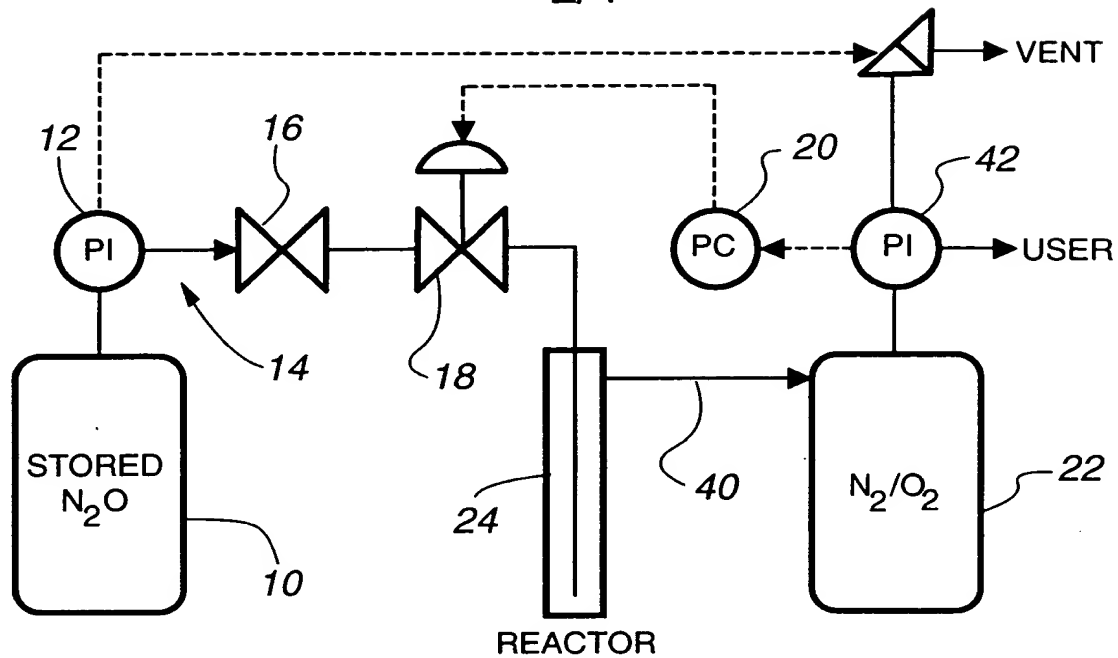 VENT
16
12
20
42
PI
PC
PI
USER
14
18
STORED
N₂O
24
40
N₂/O₂
22
10
REACTOR